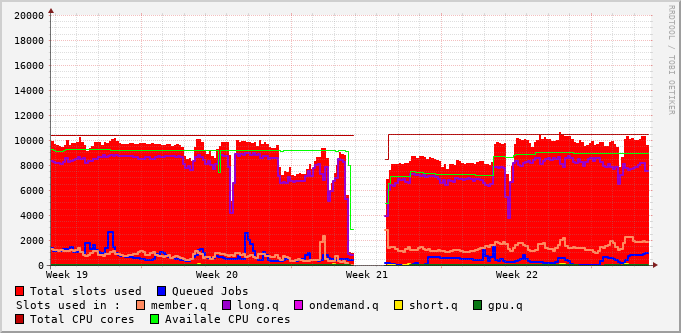 20000
18000
16000
14000
12000
10000
8000
6000
4000
2000
0
Week 19 Week 20 Week 21 Week 22
Total slots used Queued Jobs
Slots used in : member.q long.q ondemand.q short.q gpu.q
Total CPU cores Availale CPU cores
RRDTOOL / TOBI OETIKER